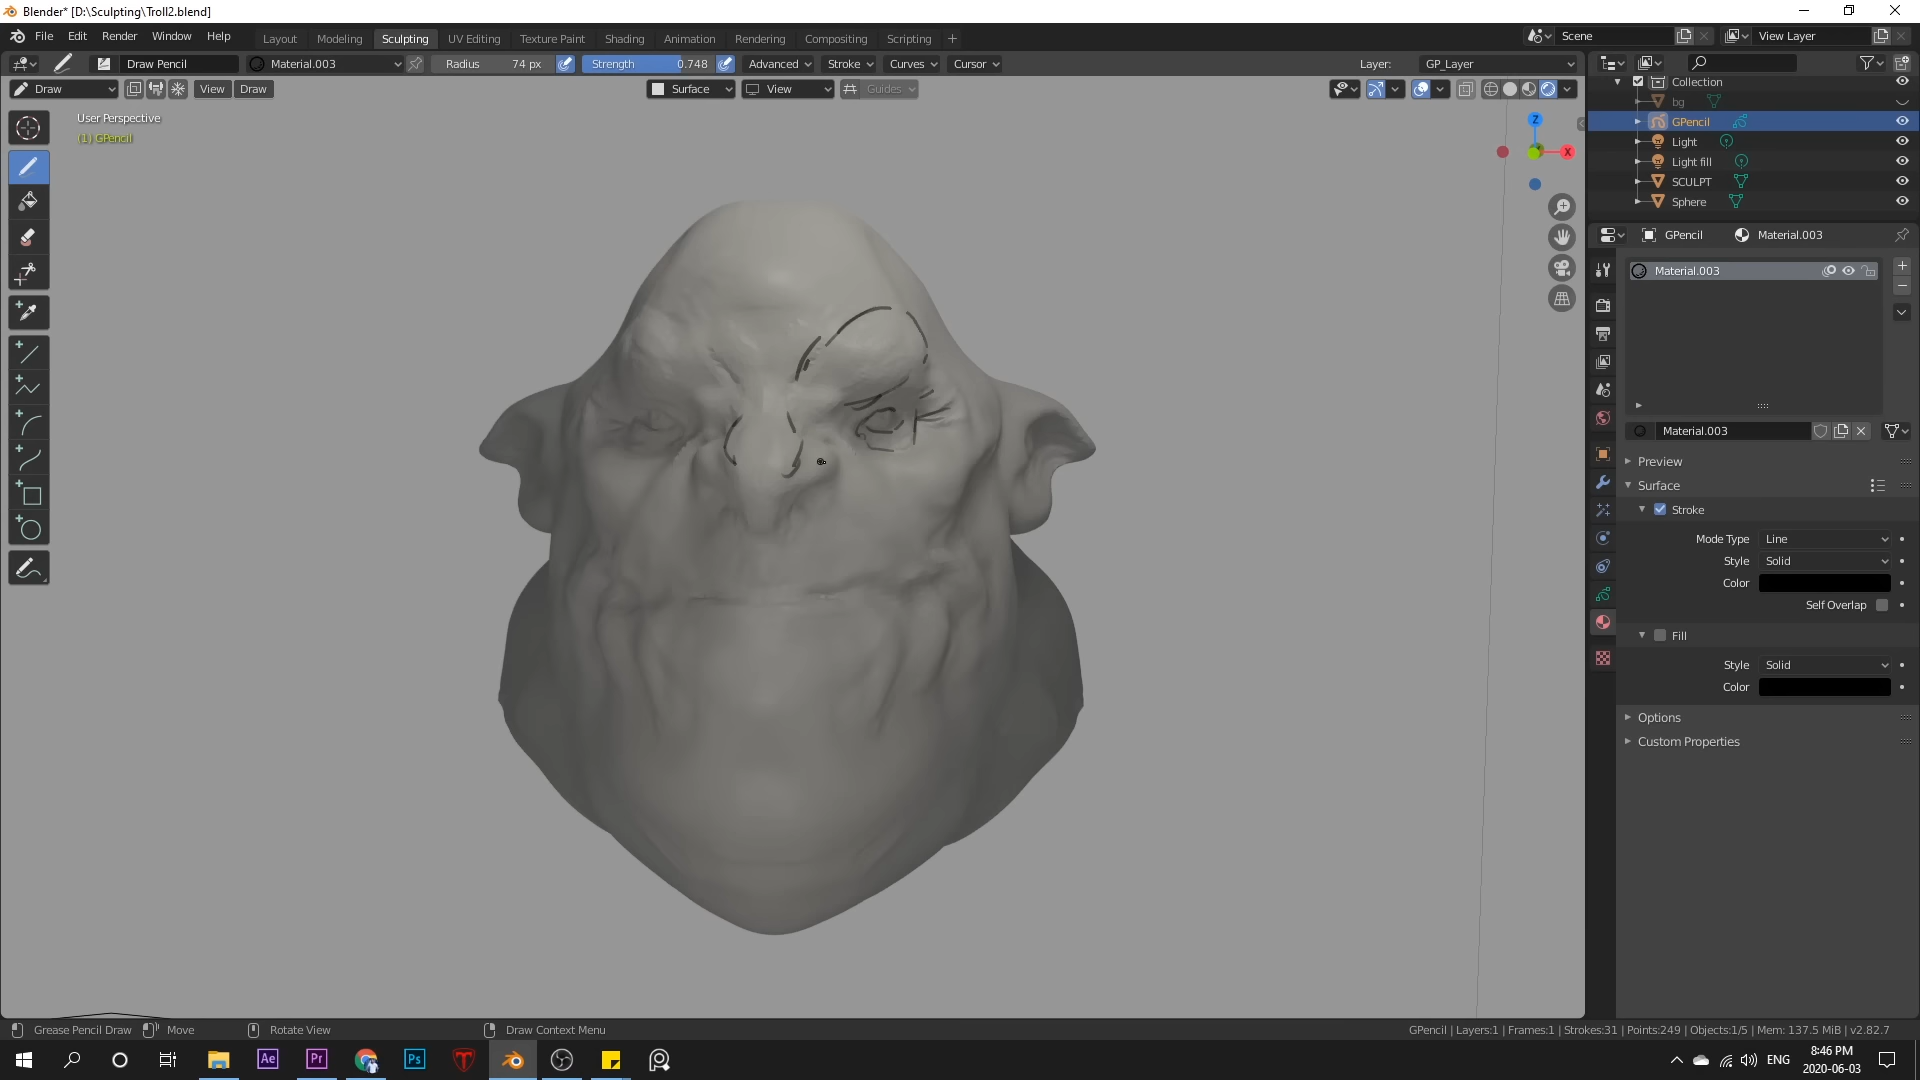 Blender* [D:\Sculpting\Troll2.blend]
File Edit Render Window Help
Layout Modeling Sculpting UV Editing Texture Paint Shading Animation Rendering Compositing Scripting +
Scene View Layer
Draw Pencil Material.003 Radius 74 px Strength 0.748 Advanced Stroke Curves Cursor Layer: GP_Layer
Draw View Draw Surface View Guides
User Perspective
(1) GPencil
Z
X
Collection
bg
GPencil
Light
Light fill
SCULPT
Sphere
GPencil Material.003
Material.003
Material.003
Preview
Surface
Stroke
Mode Type Line
Style Solid
Color
Self Overlap
Fill
Style Solid
Color
Options
Custom Properties
Grease Pencil Draw Move Rotate View Draw Context Menu
GPencil | Layers:1 | Frames:1 | Strokes:31 | Points:249 | Objects:1/5 | Mem: 137.5 MiB | v2.82.7
Ae Pr Ps
ENG
8:46 PM
2020-06-03